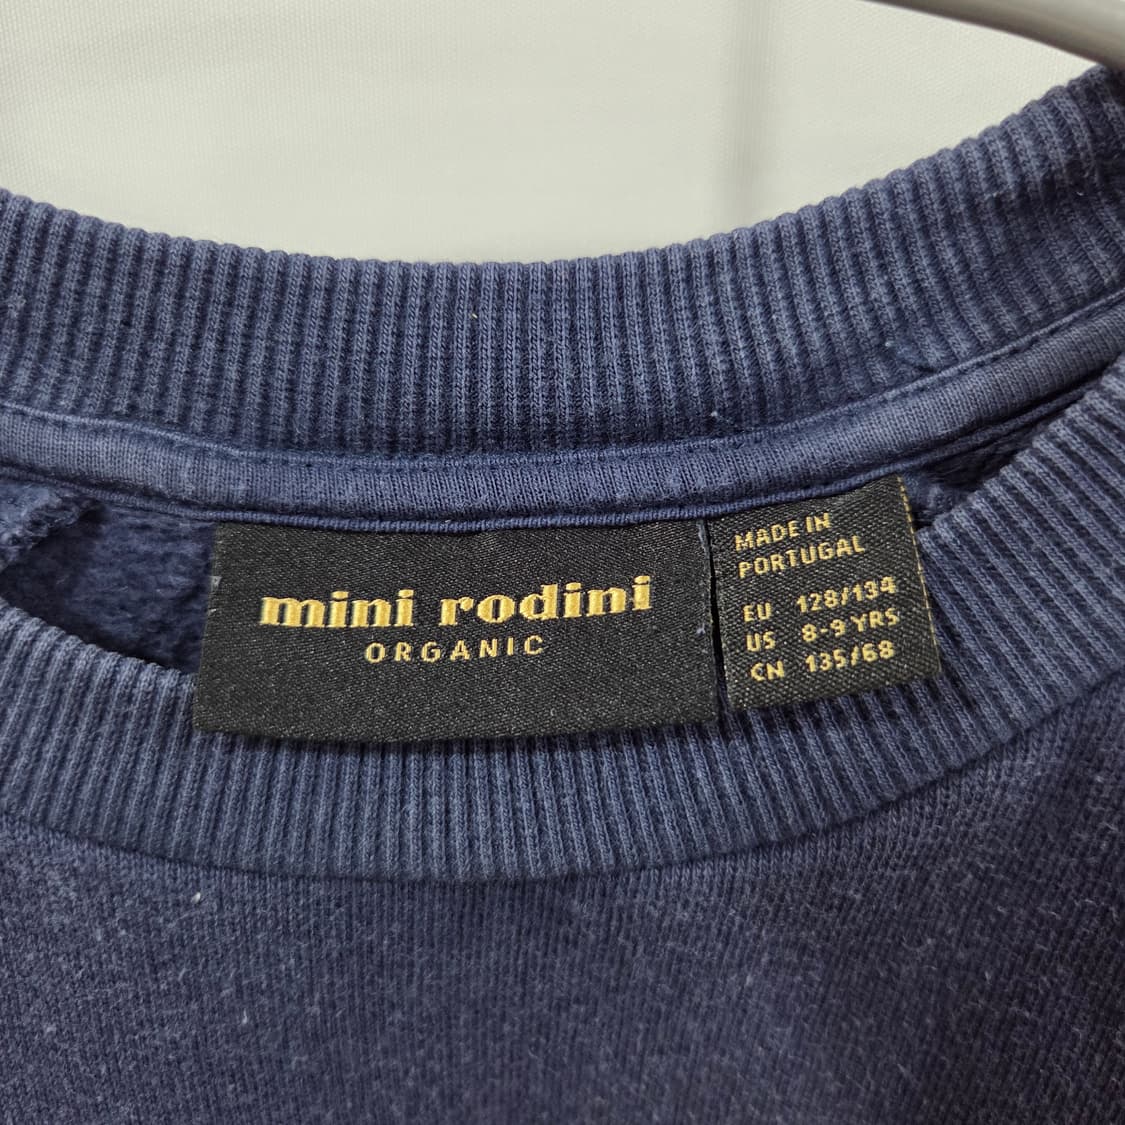 mini rodini
ORGANIC
MADE IN
PORTUGAL
EU 128/134
US 8-9 YRS
CN 135/68